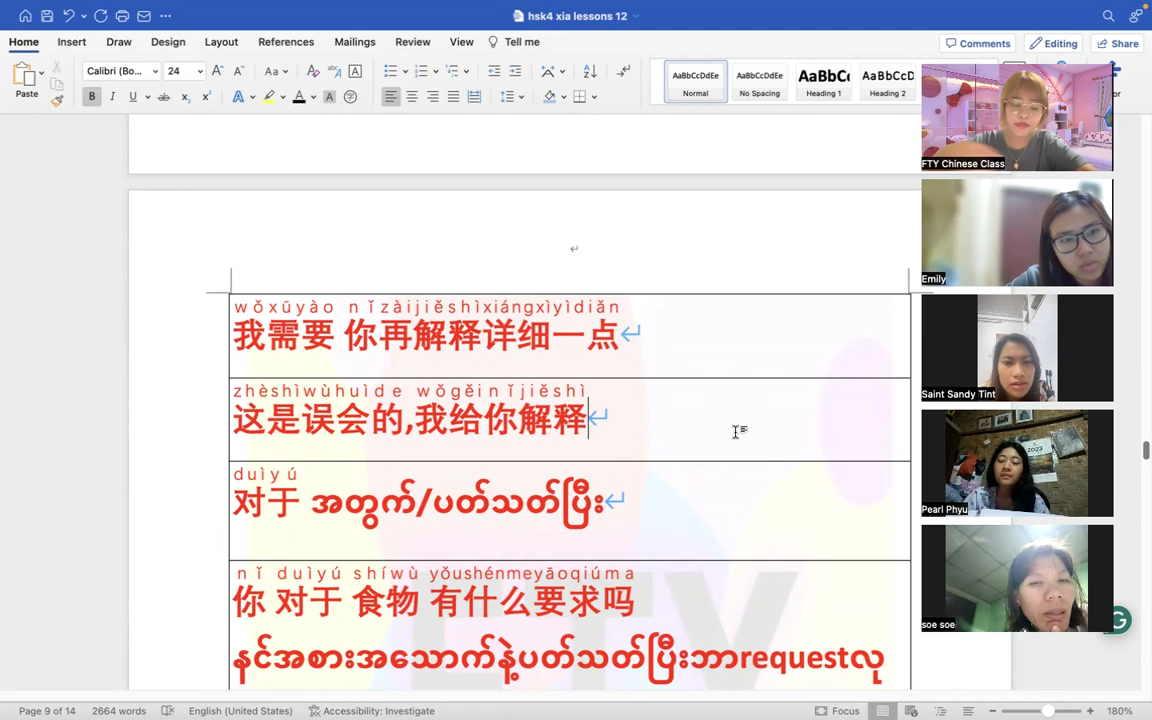 hsk4 xia lessons 12
Home Insert Draw Design Layout References Mailings Review View Tell me
Comments Editing Share
Paste
Calibri (Bo... 24
AaBbCcDdEe AaBbCcDdEe AaBbCc AaBbCcD
Normal No Spacing Heading 1 Heading 2
FTY Chinese Class
Emily
Saint Sandy Tint
Pearl Phyu
soe soe
wǒxūyào nǐzàijiěshìxiángxìyìdiǎn
我需要 你再解释详细一点
zhèshìwùhuìde wǒgěinǐjiěshì
这是误会的,我给你解释
duìyú
对于 အတွက်/ပတ်သတ်ပြီး
nǐ duìyú shíwù yǒushénmeyāoqiúma
你 对于 食物 有什么要求吗
နင်အစားအသောက်နဲ့ပတ်သတ်ပြီးဘာrequestလု
FTY
Page 9 of 14 2664 words English (United States) Accessibility: Investigate Focus 180%